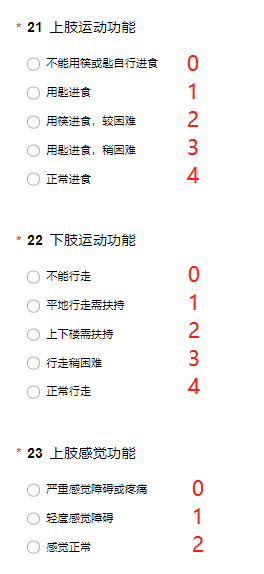 * 21 上肢运动功能
不能用筷或匙自行进食 0
用匙进食 1
用筷进食，较困难 2
用匙进食，稍困难 3
正常进食 4
* 22 下肢运动功能
不能行走 0
平地行走需扶持 1
上下楼需扶持 2
行走稍困难 3
正常行走 4
* 23 上肢感觉功能
严重感觉障碍或疼痛 0
轻度感觉障碍 1
感觉正常 2